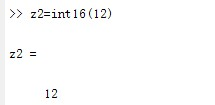 >> z2=int16(12)
z2 =
12